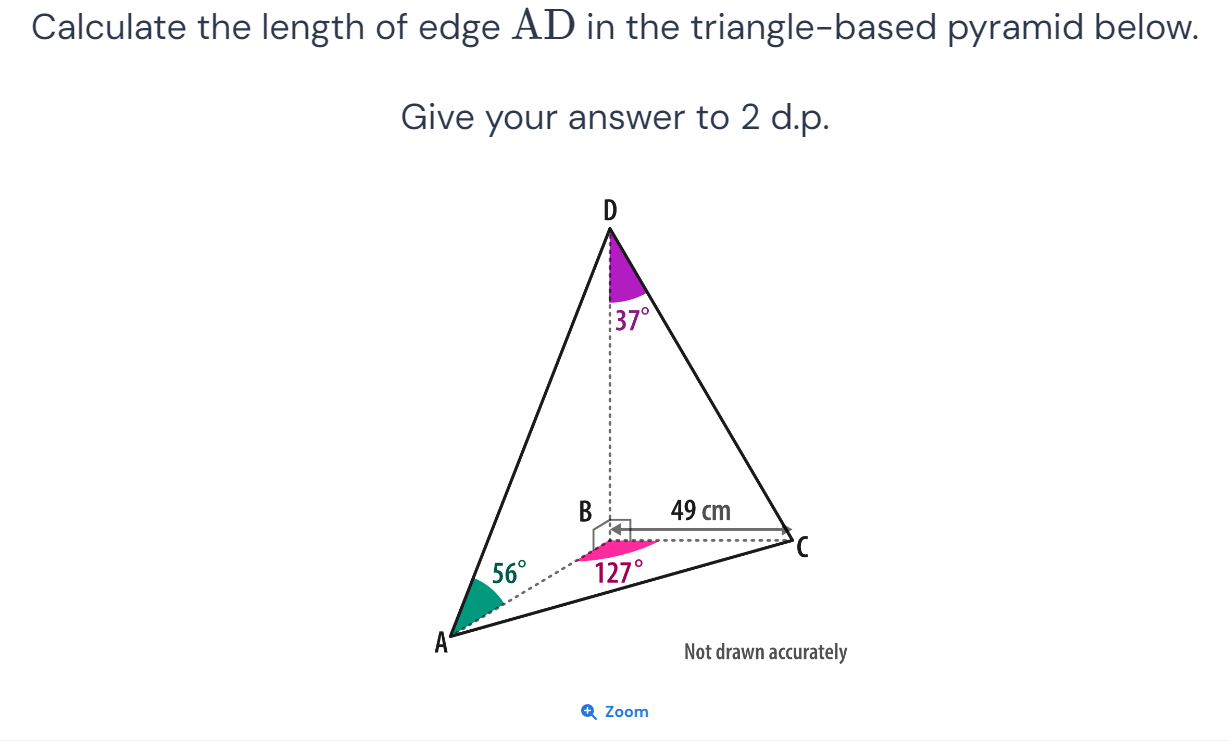 Calculate the length of edge AD in the triangle-based pyramid below.
Give your answer to 2 d.p.
D
37°
B
49 cm
C
56°
127°
A
Not drawn accurately
Zoom